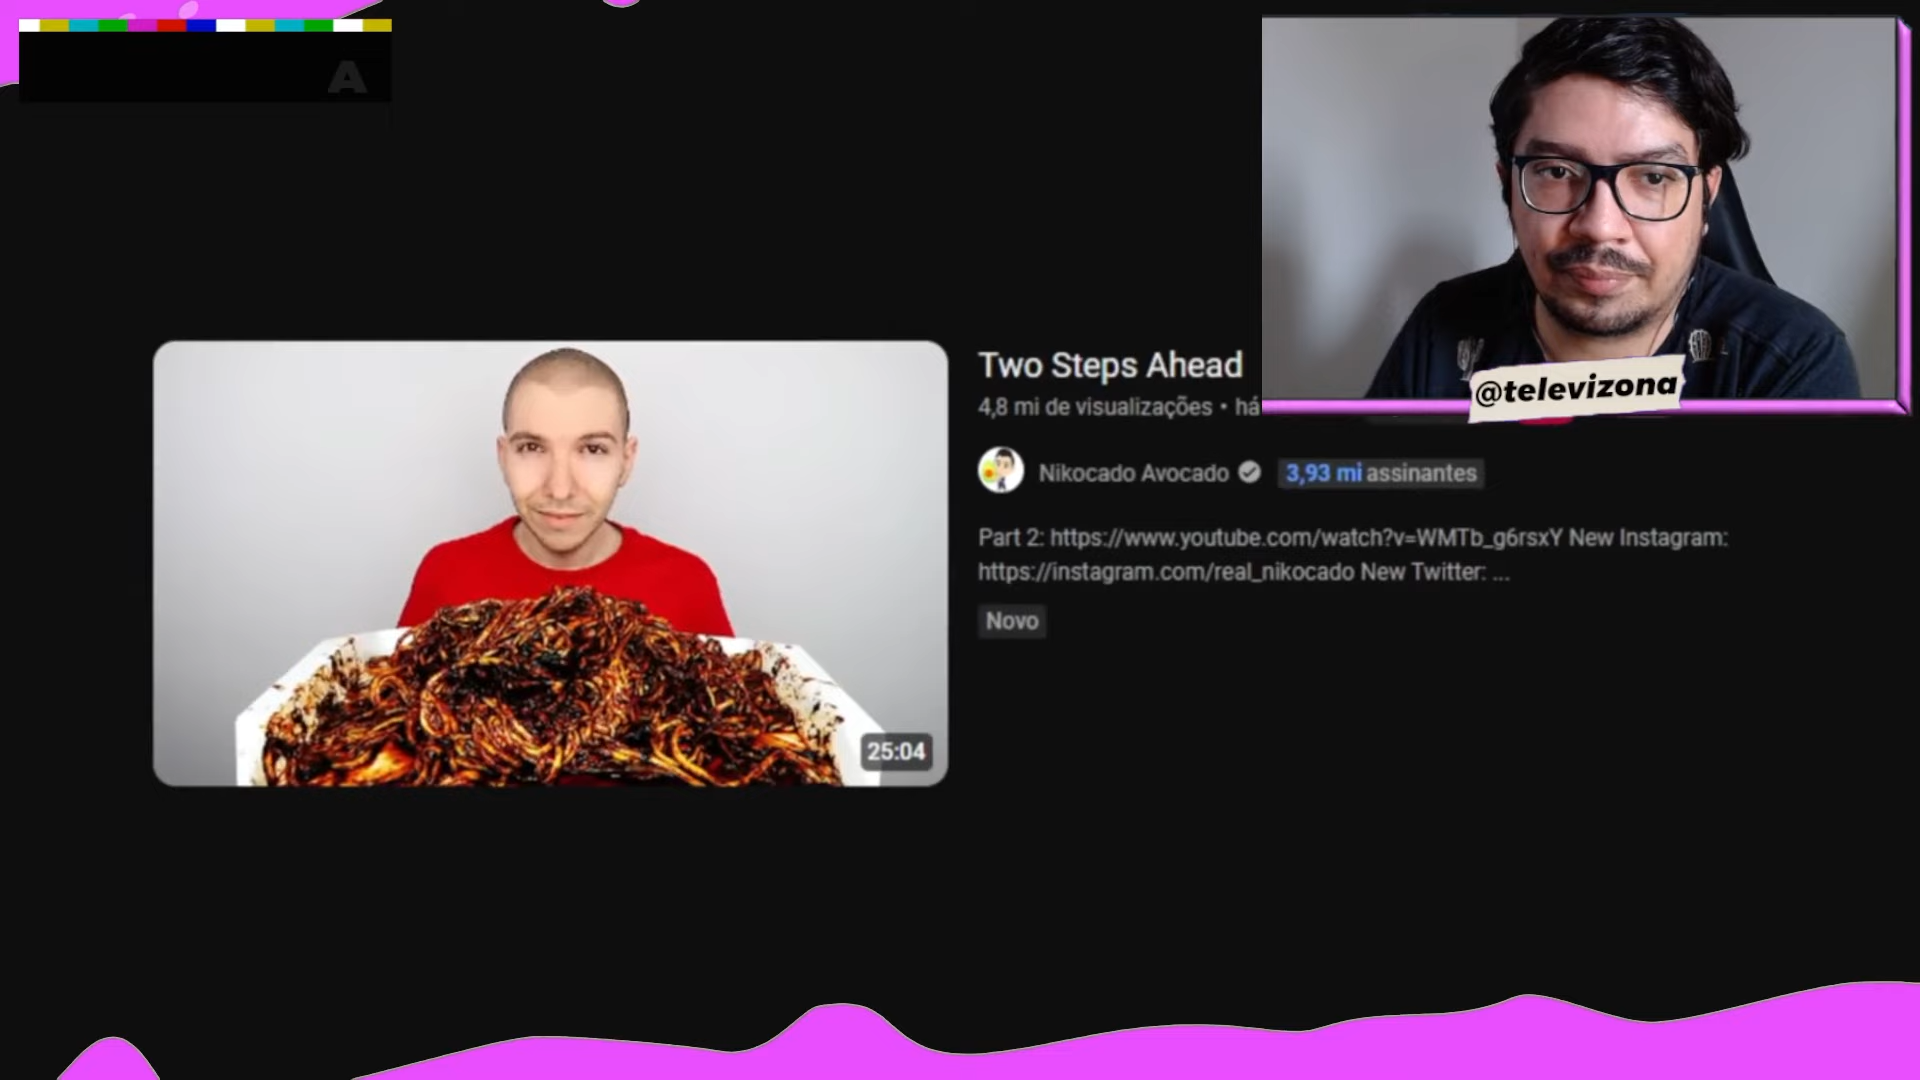 A
@televizona
Two Steps Ahead
4,8 mi de visualizações • há
Nikocado Avocado 3,93 mi assinantes
Part 2: https://www.youtube.com/watch?v=WMTb_g6rsxY New Instagram:
https://instagram.com/real_nikocado New Twitter: ...
Novo
25:04